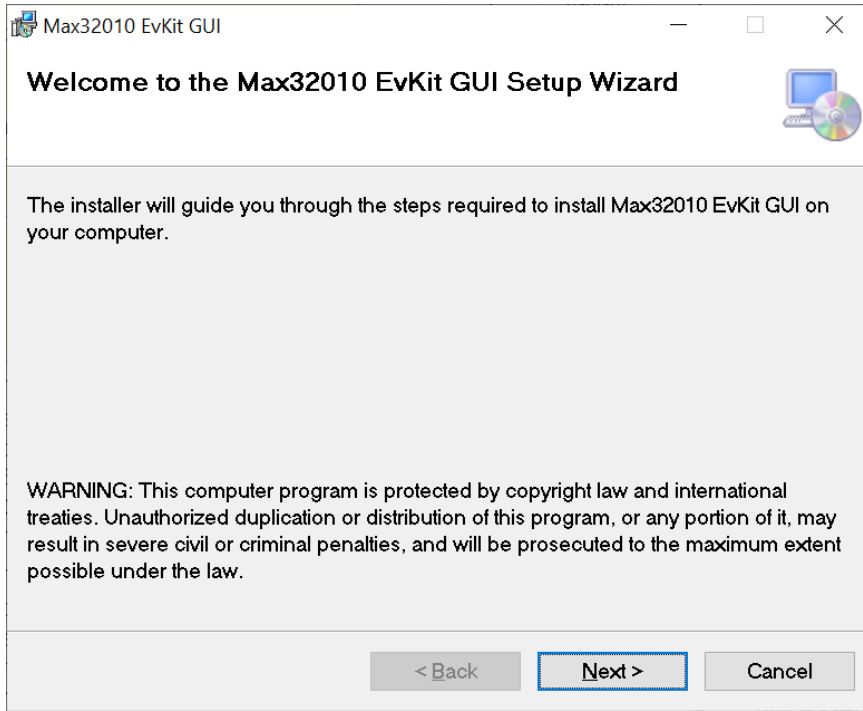 Max32010 EvKit GUI
Welcome to the Max32010 EvKit GUI Setup Wizard
The installer will guide you through the steps required to install Max32010 EvKit GUI on
your computer.
WARNING: This computer program is protected by copyright law and international
treaties. Unauthorized duplication or distribution of this program, or any portion of it, may
result in severe civil or criminal penalties, and will be prosecuted to the maximum extent
possible under the law.
< Back
Next >
Cancel